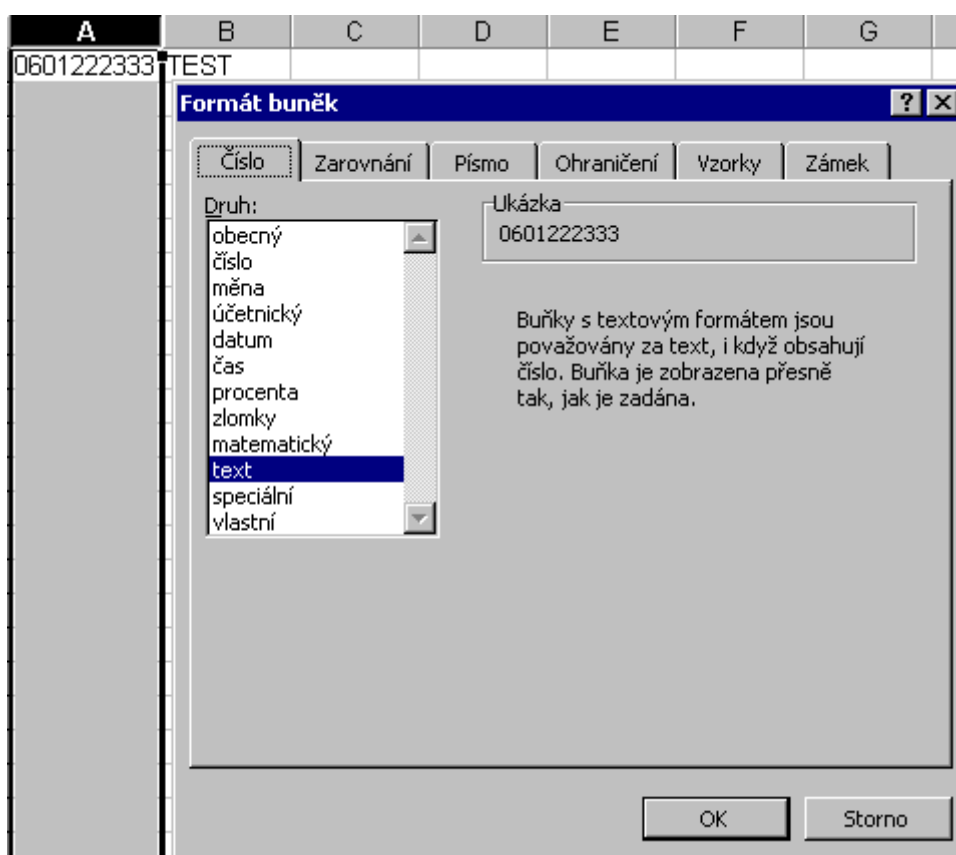 A B C D E F G
0601222333 TEST
Formát buněk
Číslo Zarovnání Písmo Ohraničení Vzorky Zámek
Druh:
obecný
číslo
měna
účetnický
datum
čas
procenta
zlomky
matematický
text
speciální
vlastní
Ukázka
0601222333
Buňky s textovým formátem jsou
považovány za text, i když obsahují
číslo. Buňka je zobrazena přesně
tak, jak je zadána.
OK Storno